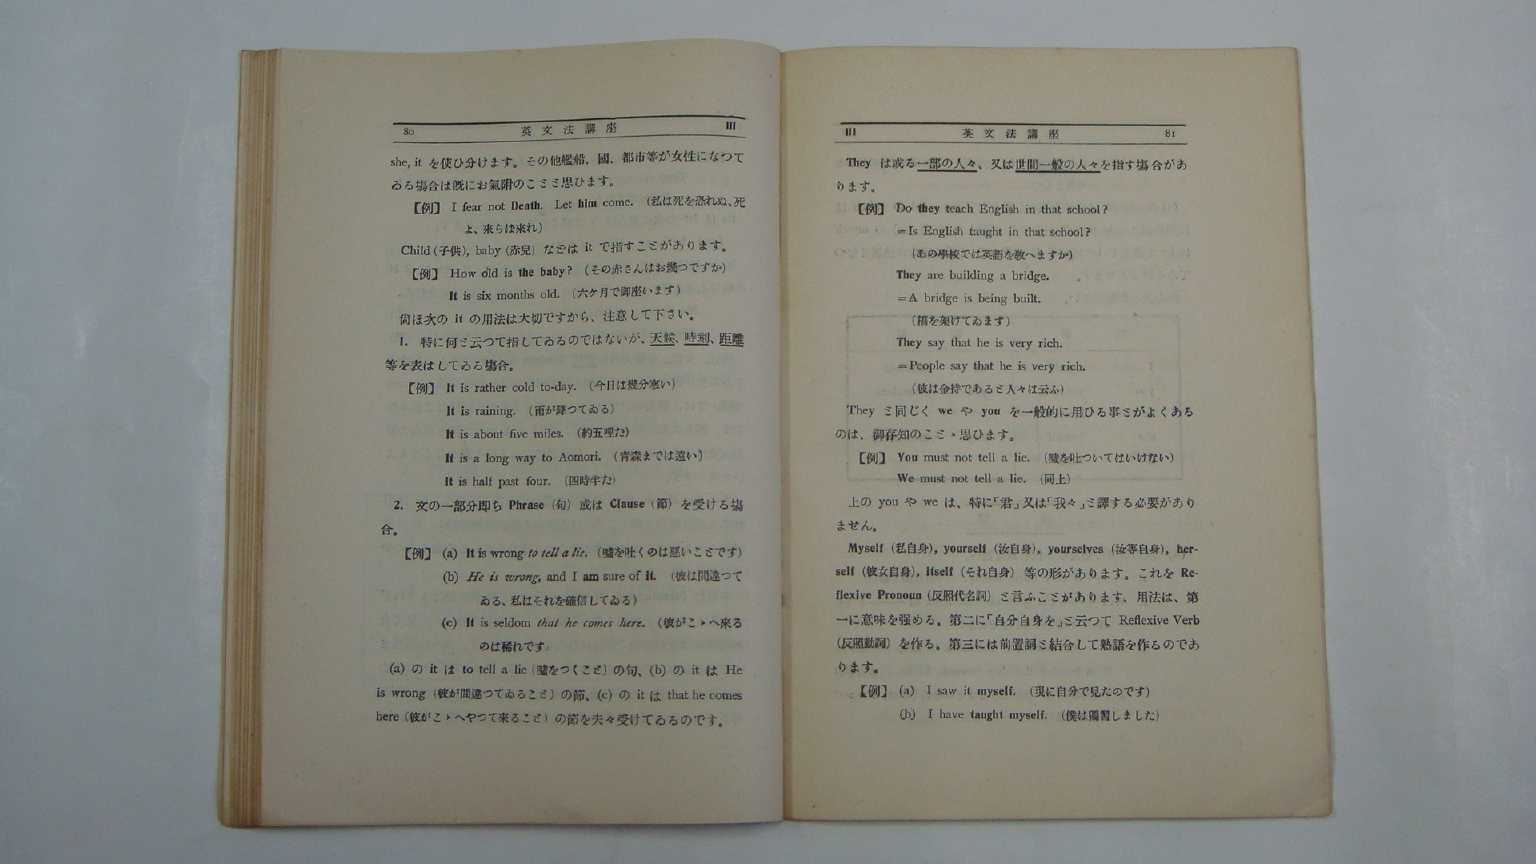 80 英文法講座 III
she, it を使ひ分けます。その他艦船、國、都市等が女性になつて
ゐる塲合は既にお氣附のことと思ひます。
【例】 I fear not Death. Let him come. （私は死を恐れぬ、死
よ、來らば來れ）
Child (子供), baby (赤兒) などは it で指すことがあります。
【例】 How old is the baby? （その赤さんはお幾つですか）
It is six months old. （六ケ月で御座います）
尙ほ次の it の用法は大切ですから、注意して下さい。
1. 特に何と云つて指してゐるのではないが、天候、時刻、距離
等を表はしてゐる塲合。
【例】 It is rather cold to-day. （今日は幾分寒い）
It is raining. （雨が降つてゐる）
It is about five miles. （約五哩だ）
It is a long way to Aomori. （靑森までは遠い）
It is half past four. （四時半だ）
2. 文の一部分即ち Phrase （句） 或は Clause （節） を受ける塲
合。
【例】 (a) It is wrong to tell a lie. （嘘を吐くのは悪いことです）
(b) He is wrong, and I am sure of it. （彼は間違つて
ゐる、私はそれを確信してゐる）
(c) It is seldom that he comes here. （彼がこゝへ來る
のは稀れです）
(a) の it は to tell a lie (嘘をつくこと) の句、(b) の it は He
is wrong (彼が間違つてゐること) の節、(c) の it は that he comes
here (彼がこゝへやつて來ること) の節を夫々受けてゐるのです。
III 英文法講座 81
They は或る一部の人々、又は世間一般の人々を指す塲合があ
ります。
【例】 Do they teach English in that school?
=Is English taught in that school?
（あの學校では英語を敎へますか）
They are building a bridge.
=A bridge is being built.
（橋を架けてゐます）
They say that he is very rich.
=People say that he is very rich.
（彼は金持であると人々は云ふ）
They と同じく we や you を一般的に用ひる事とがよくある
のは、御存知のことゝ思ひます。
【例】 You must not tell a lie. （嘘を吐ついてはいけない）
We must not tell a lie. （同上）
上の you や we は、特に「君」又は「我々」と譯する必要があり
ません。
Myself (私自身), yourself (汝自身), yourselves (汝等自身), her-
self (彼女自身), itself (それ自身) 等の形があります。これを Re-
flexive Pronoun (反照代名詞) と言ふことがあります。用法は、第
一に意味を强める。第二に「自分自身を」と云つて Reflexive Verb
(反照動詞) を作る。第三には前置詞と結合して熟語を作るのであ
ります。
【例】 (a) I saw it myself. （現に自分で見たのです）
(b) I have taught myself. （僕は獨習しました）